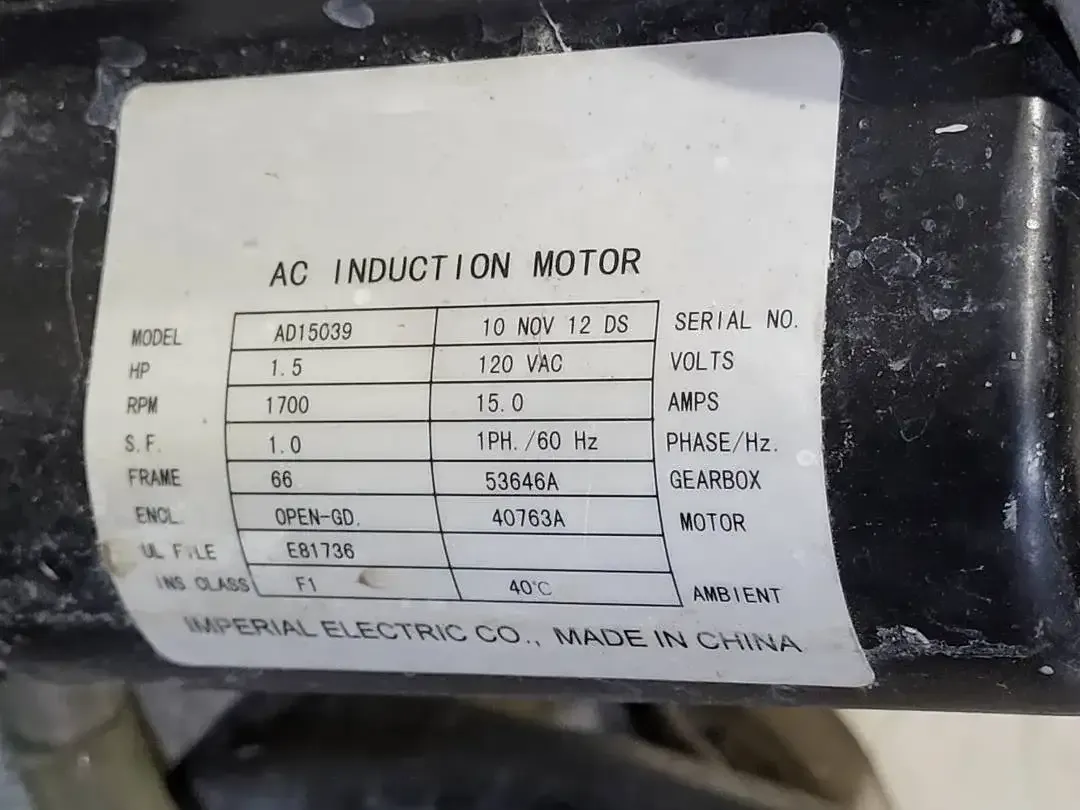 AC INDUCTION MOTOR
MODEL AD15039 10 NOV 12 DS SERIAL NO.
HP 1.5 120 VAC VOLTS
RPM 1700 15.0 AMPS
S.F. 1.0 1PH./60 Hz PHASE/Hz.
FRAME 66 53646A GEARBOX
ENCL. OPEN-GD. 40763A MOTOR
UL FILE E81736
INS CLASS F1 40°C AMBIENT
IMPERIAL ELECTRIC CO., MADE IN CHINA